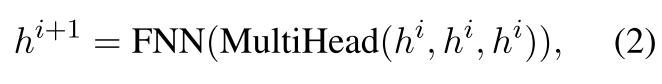 h^{i+1} = FNN(MultiHead(h^i, h^i, h^i)), (2)